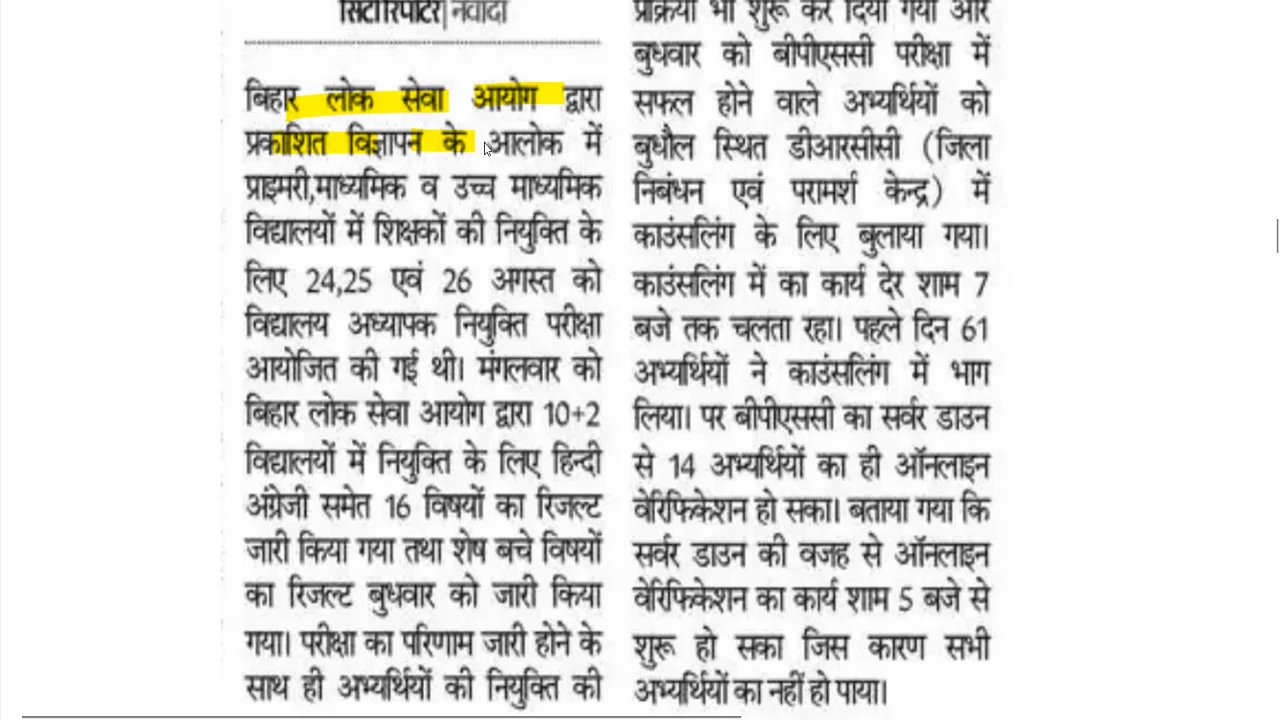 सिटी रिपोर्टर|नवादा
बिहार लोक सेवा आयोग द्वारा
प्रकाशित विज्ञापन के आलोक में
प्राइमरी,माध्यमिक व उच्च माध्यमिक
विद्यालयों में शिक्षकों की नियुक्ति के
लिए 24,25 एवं 26 अगस्त को
विद्यालय अध्यापक नियुक्ति परीक्षा
आयोजित की गई थी। मंगलवार को
बिहार लोक सेवा आयोग द्वारा 10+2
विद्यालयों में नियुक्ति के लिए हिन्दी
अंग्रेजी समेत 16 विषयों का रिजल्ट
जारी किया गया तथा शेष बचे विषयों
का रिजल्ट बुधवार को जारी किया
गया। परीक्षा का परिणाम जारी होने के
साथ ही अभ्यर्थियों की नियुक्ति की
प्रक्रिया भी शुरू कर दिया गया और
बुधवार को बीपीएससी परीक्षा में
सफल होने वाले अभ्यर्थियों को
बुधौल स्थित डीआरसीसी (जिला
निबंधन एवं परामर्श केन्द्र) में
काउंसलिंग के लिए बुलाया गया।
काउंसलिंग में का कार्य देर शाम 7
बजे तक चलता रहा। पहले दिन 61
अभ्यर्थियों ने काउंसलिंग में भाग
लिया। पर बीपीएससी का सर्वर डाउन
से 14 अभ्यर्थियों का ही ऑनलाइन
वेरिफिकेशन हो सका। बताया गया कि
सर्वर डाउन की वजह से ऑनलाइन
वेरिफिकेशन का कार्य शाम 5 बजे से
शुरू हो सका जिस कारण सभी
अभ्यर्थियों का नहीं हो पाया।